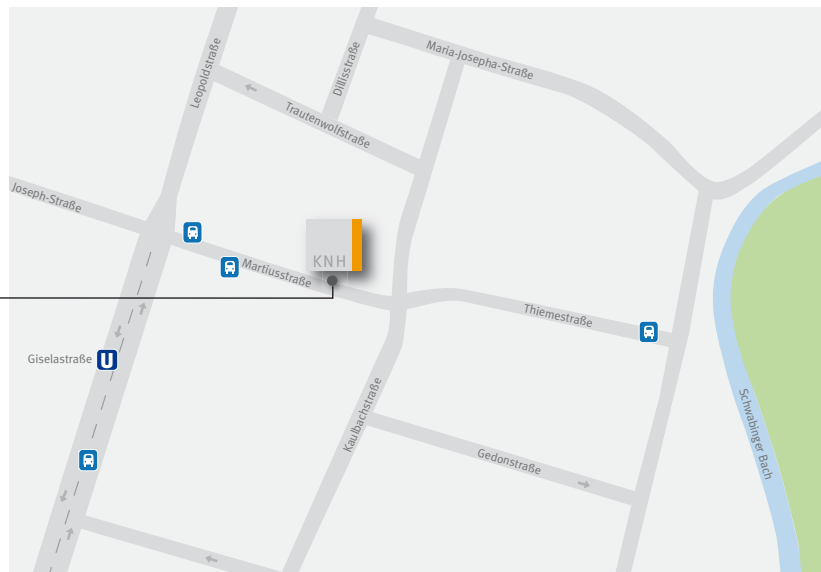 Leopoldstraße
Dillisstraße
Maria-Josepha-Straße
Trautenwolfstraße
Joseph-Straße
KNH
Martiusstraße
Thiemestraße
Giselastraße
U
Kaulbachstraße
Gedonstraße
Schwabinger Bach